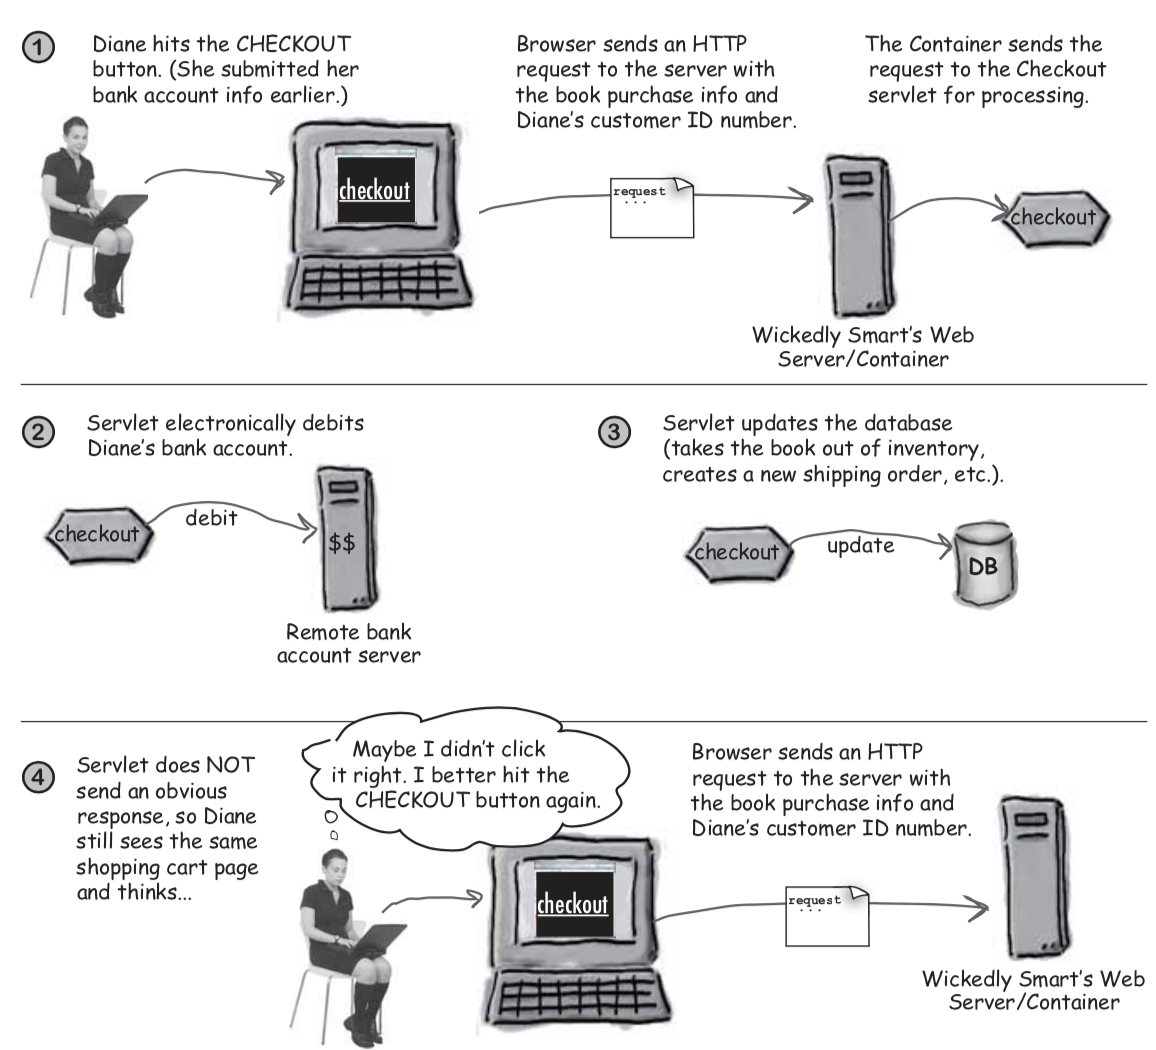 1
Diane hits the CHECKOUT
button. (She submitted her
bank account info earlier.)
Browser sends an HTTP
request to the server with
the book purchase info and
Diane's customer ID number.
The Container sends the
request to the Checkout
servlet for processing.
checkout
request
...
checkout
Wickedly Smart's Web
Server/Container
2
Servlet electronically debits
Diane's bank account.
checkout
debit
$$
Remote bank
account server
3
Servlet updates the database
(takes the book out of inventory,
creates a new shipping order, etc.).
checkout
update
DB
4
Servlet does NOT
send an obvious
response, so Diane
still sees the same
shopping cart page
and thinks...
Maybe I didn't click
it right. I better hit the
CHECKOUT button again.
Browser sends an HTTP
request to the server with
the book purchase info and
Diane's customer ID number.
checkout
request
...
Wickedly Smart's Web
Server/Container